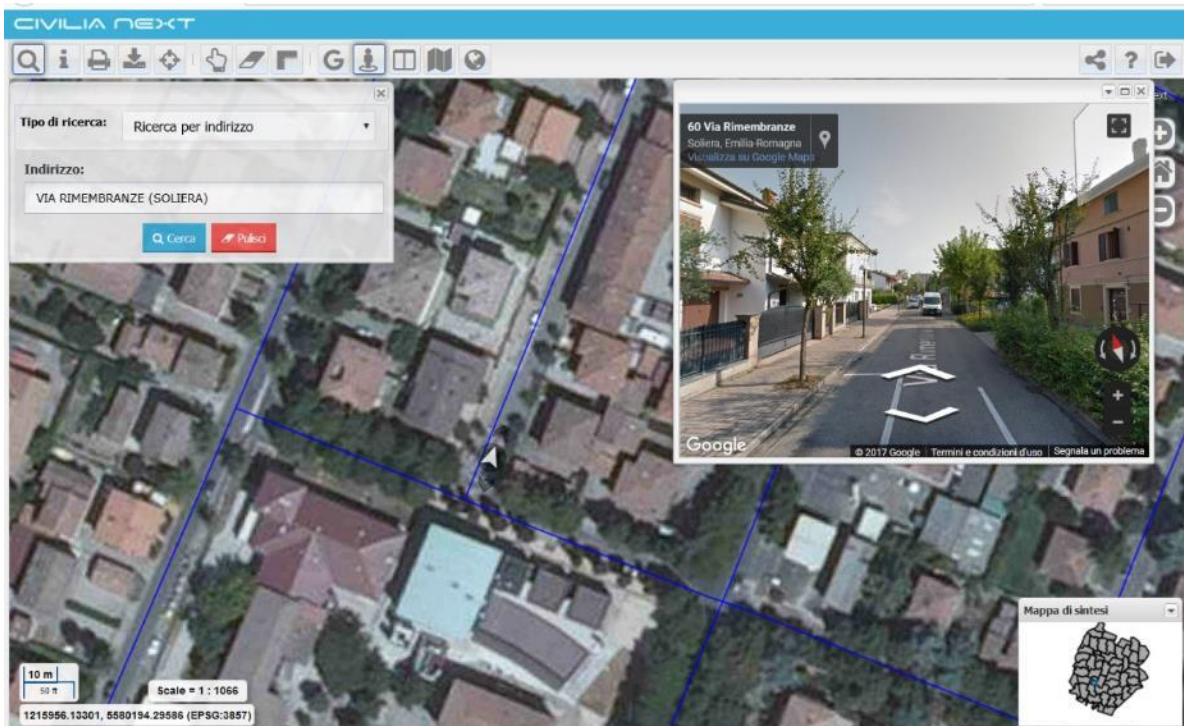 CIVILIA NEXT
G
?
Tipo di ricerca: Ricerca per indirizzo
Indirizzo:
VIA RIMEMBRANZE (SOLIERA)
Cerca Pulisci
60 Via Rimembranze
Soliera, Emilia-Romagna
Visualizza su Google Maps
Google
© 2017 Google Termini e condizioni d'uso Segnala un problema
Mappa di sintesi
10 m
50 ft
Scale = 1 : 1066
1215956.13301, 5580194.29586 (EPSG:3857)